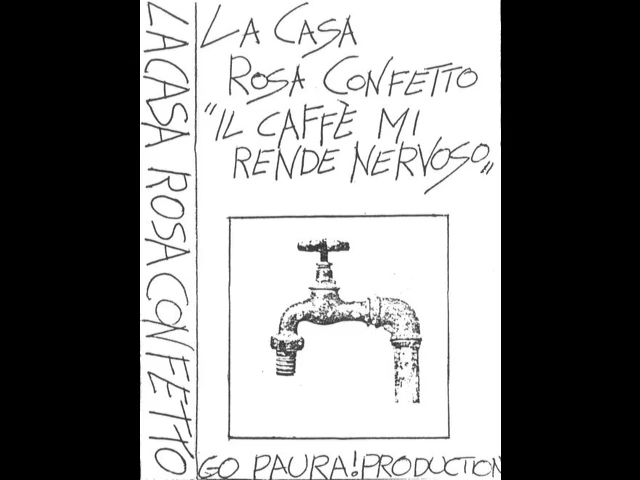 LA CASA ROSA CONFETTO
LA CASA
ROSA CONFETTO
"IL CAFFÈ MI
RENDE NERVOSO"
GO PAURA! PRODUCTION